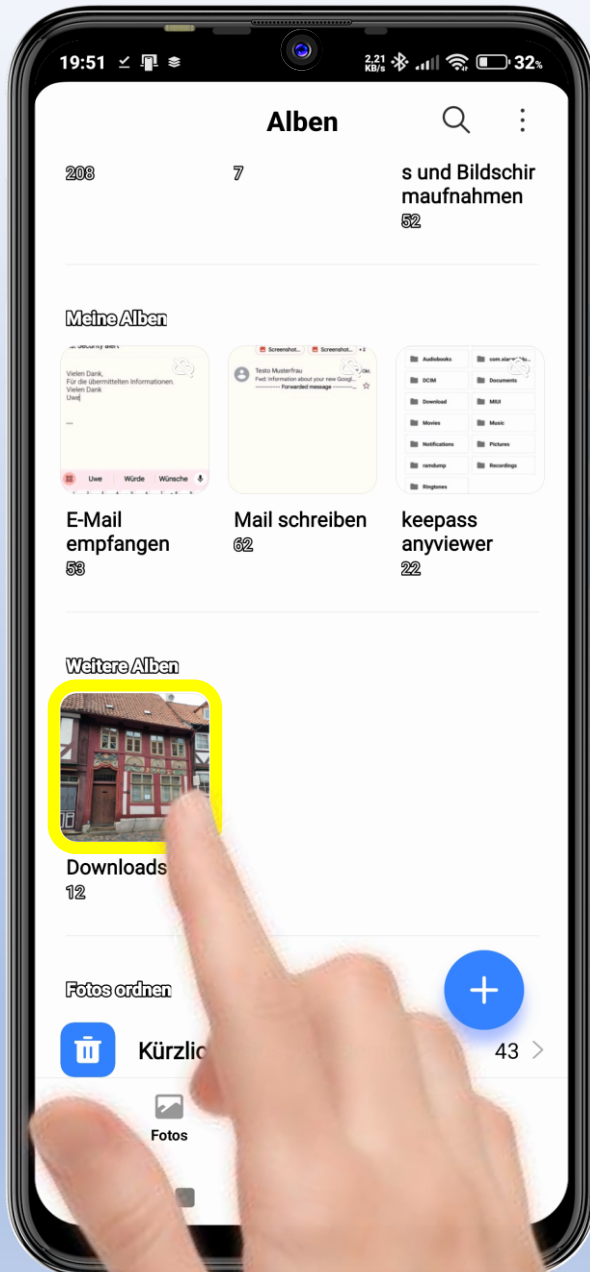 19:51
2,21
KB/s
32%
Alben
208
7
s und Bildschir
maufnahmen
52
Meine Alben
Vielen Dank,
Für die übermittelten Informationen.
Vielen Dank
Uwe
Uwe Würde Wünsche
Screenshot... Screenshot... +2
Testo Musterfrau
Fwd: Information about your new Googl...
Forwarded message
Audiobooks
DCIM Documents
Download MIUI
Movies Music
Notifications Pictures
ramdump Recordings
Ringtones
E-Mail
empfangen
53
Mail schreiben
62
keepass
anyviewer
22
Weitere Alben
Downloads
12
Fotos ordnen
43
Fotos